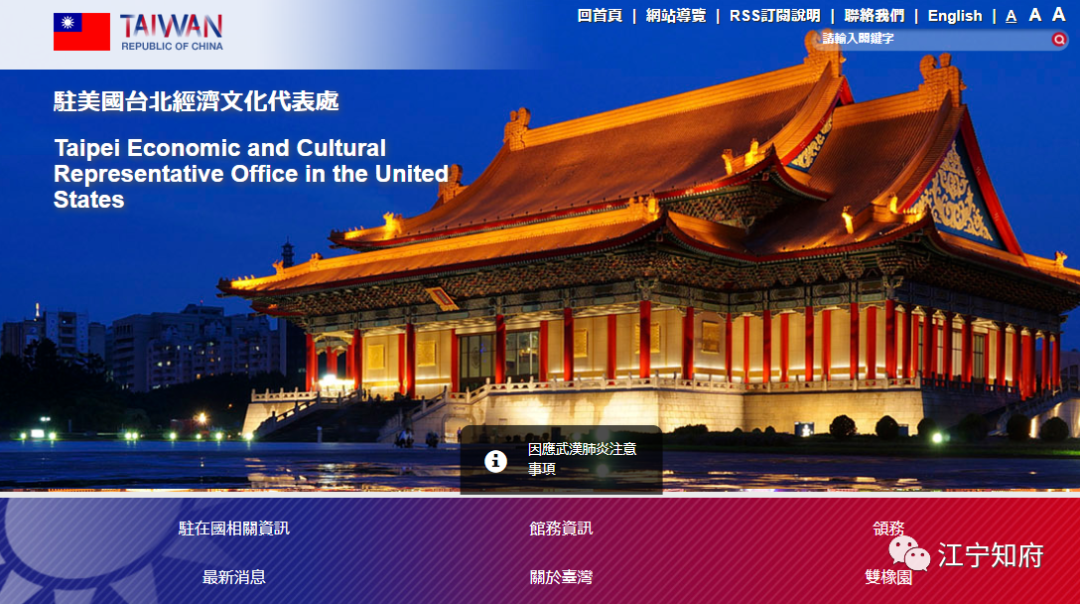 TAIWAN
REPUBLIC OF CHINA
回首頁 | 網站導覽 | RSS訂閱說明 | 聯絡我們 | English | A A A
請輸入關鍵字
駐美國台北經濟文化代表處
Taipei Economic and Cultural
Representative Office in the United
States
因應武漢肺炎注意
事項
駐在國相關資訊 館務資訊 領務
江宁知府
最新消息 關於臺灣 雙橡園